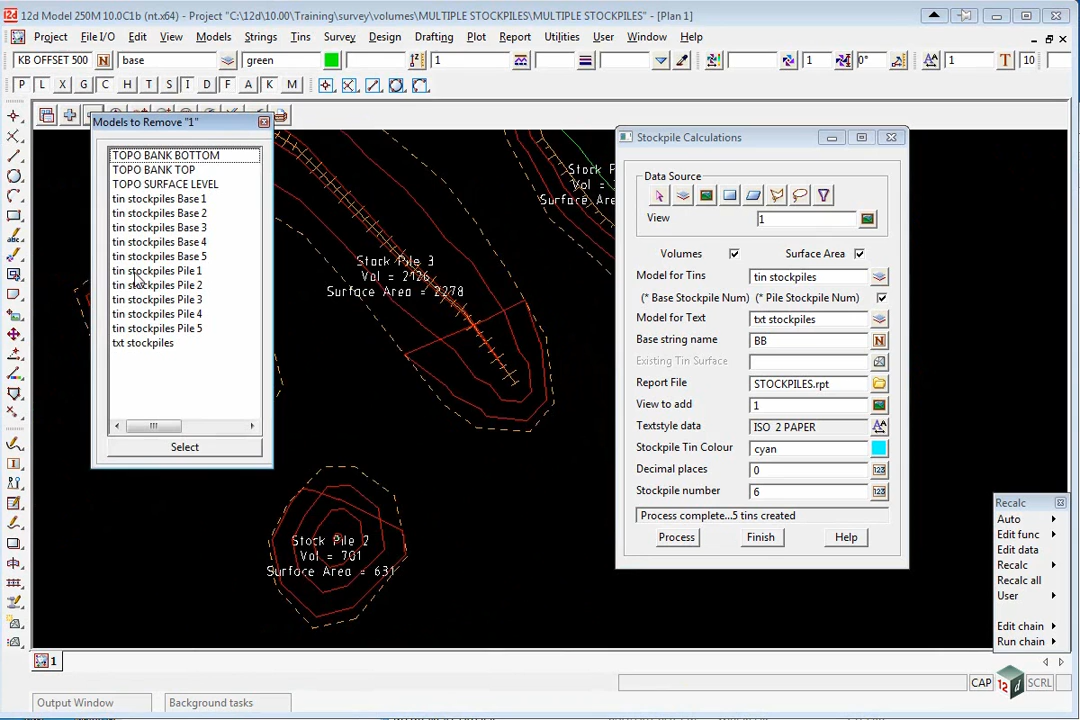 12d Model 250M 10.0C1b (nt.x64) - Project "C:\12d\10.00\Training\survey\volumes\MULTIPLE STOCKPILES\MULTIPLE STOCKPILES" - [Plan 1]
Project File I/O Edit View Models Strings Tins Survey Design Drafting Plot Report Utilities User Window Help
KB OFFSET 500 N base green 1 1 0° 1 T 10
P L X G C H T S I D F A K M
Models to Remove "1"
TOPO BANK BOTTOM
TOPO BANK TOP
TOPO SURFACE LEVEL
tin stockpiles Base 1
tin stockpiles Base 2
tin stockpiles Base 3
tin stockpiles Base 4
tin stockpiles Base 5
tin stockpiles Pile 1
tin stockpiles Pile 2
tin stockpiles Pile 3
tin stockpiles Pile 4
tin stockpiles Pile 5
txt stockpiles
Select
Stock P
Vol =
Surface Ar
Stock Pile 3
Vol = 2126
Surface Area = 2278
Stock Pile 2
Vol = 701
Surface Area = 631
Stockpile Calculations
Data Source
View 1
Volumes Surface Area
Model for Tins tin stockpiles
(* Base Stockpile Num) (* Pile Stockpile Num)
Model for Text txt stockpiles
Base string name BB N
Existing Tin Surface
Report File STOCKPILES.rpt
View to add 1
Textstyle data ISO 2 PAPER
Stockpile Tin Colour cyan
Decimal places 0 123
Stockpile number 6 123
Process complete...5 tins created
Process Finish Help
Recalc
Auto
Edit func
Edit data
Recalc
Recalc all
User
Edit chain
Run chain
1
CAP 12d SCRL
Output Window Background tasks